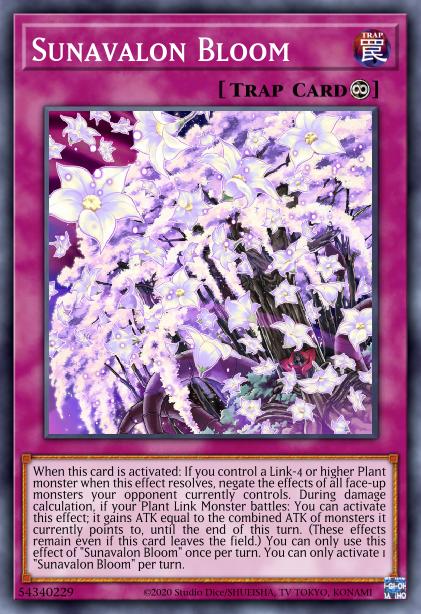 SUNAVALON BLOOM
TRAP
罠
[TRAP CARD]
When this card is activated: If you control a Link-4 or higher Plant
monster when this effect resolves, negate the effects of all face-up
monsters your opponent currently controls. During damage
calculation, if your Plant Link Monster battles: You can activate
this effect; it gains ATK equal to the combined ATK of monsters it
currently points to, until the end of this turn. (These effects
remain even if this card leaves the field.) You can only use this
effect of "Sunavalon Bloom" once per turn. You can only activate 1
"Sunavalon Bloom" per turn.
54340229
©2020 Studio Dice/SHUEISHA, TV TOKYO, KONAMI